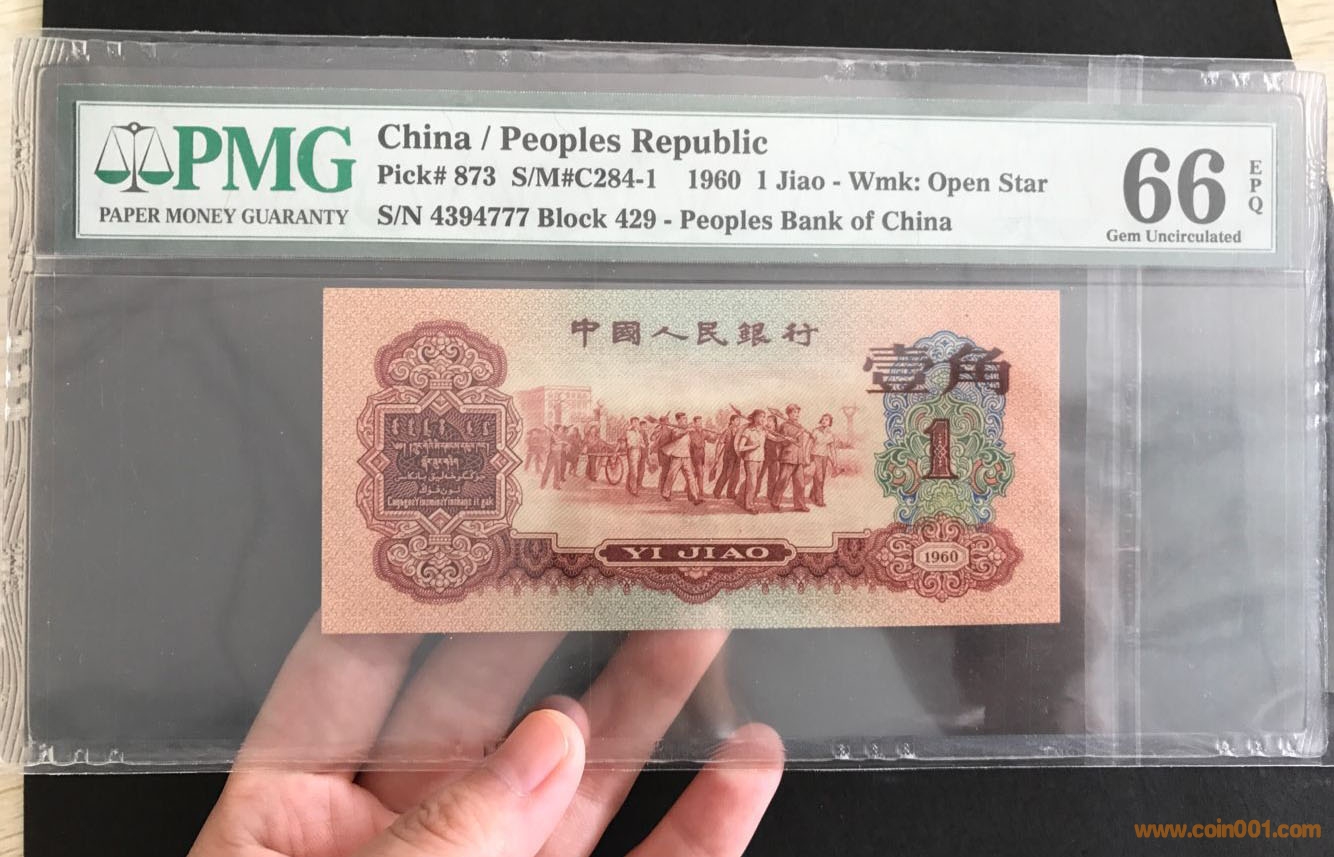 PMG
PAPER MONEY GUARANTY
China / Peoples Republic
Pick# 873 S/M#C284-1 1960 1 Jiao - Wmk: Open Star
S/N 4394777 Block 429 - Peoples Bank of China
66
EPQ
Gem Uncirculated
中國人民銀行
壹角
1
YI JIAO
1960
www.coin001.com